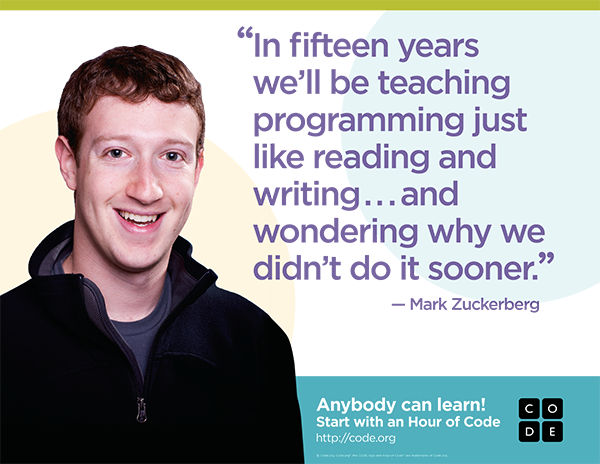 “In fifteen years
we’ll be teaching
programming just
like reading and
writing...and
wondering why we
didn’t do it sooner.”
— Mark Zuckerberg
Anybody can learn!
Start with an Hour of Code
http://code.org
C O
D E